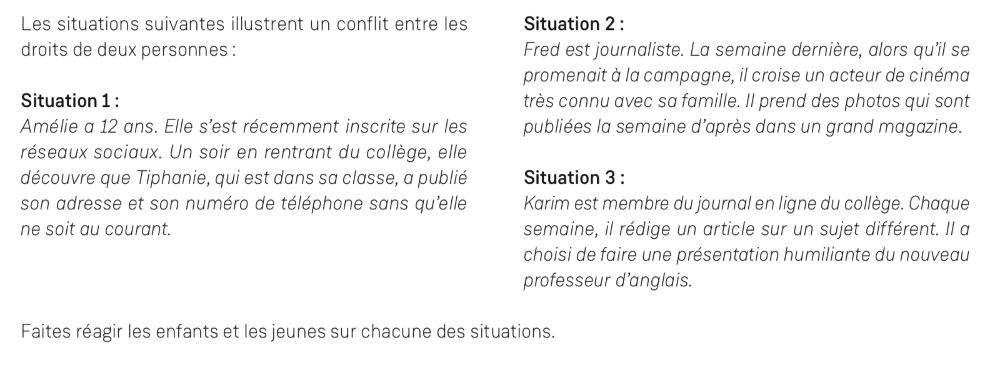 Les situations suivantes illustrent un conflit entre les
droits de deux personnes :
Situation 1 :
Amélie a 12 ans. Elle s’est récemment inscrite sur les
réseaux sociaux. Un soir en rentrant du collège, elle
découvre que Tiphanie, qui est dans sa classe, a publié
son adresse et son numéro de téléphone sans qu’elle
ne soit au courant.
Situation 2 :
Fred est journaliste. La semaine dernière, alors qu’il se
promenait à la campagne, il croise un acteur de cinéma
très connu avec sa famille. Il prend des photos qui sont
publiées la semaine d’après dans un grand magazine.
Situation 3 :
Karim est membre du journal en ligne du collège. Chaque
semaine, il rédige un article sur un sujet différent. Il a
choisi de faire une présentation humiliante du nouveau
professeur d’anglais.
Faites réagir les enfants et les jeunes sur chacune des situations.